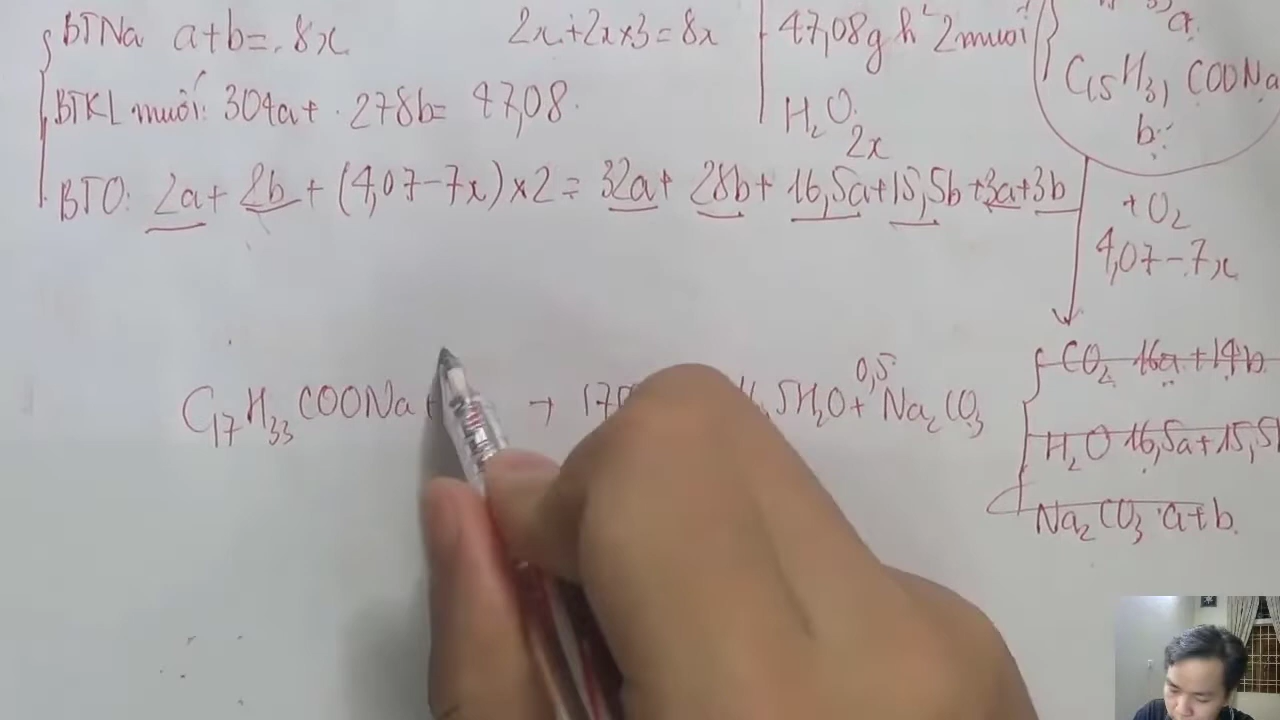 BTNa a+b= 8x
2x+2x×3=8x
47,08g h² 2muối
a
BTKL muối: 304a+ 278b= 47,08.
C15H31COONa
b:
H2O
2x
BTO: 2a+ 2b + (4,07-7x)×2= 32a+ 28b+ 16,5a+15,5b +3a+3b
+O2
4,07-7x
CO2 16a+14b
C17H33COONa+ → 5H2O+ 0,5 Na2CO3
H2O 16,5a+15,5
Na2CO3 a+b